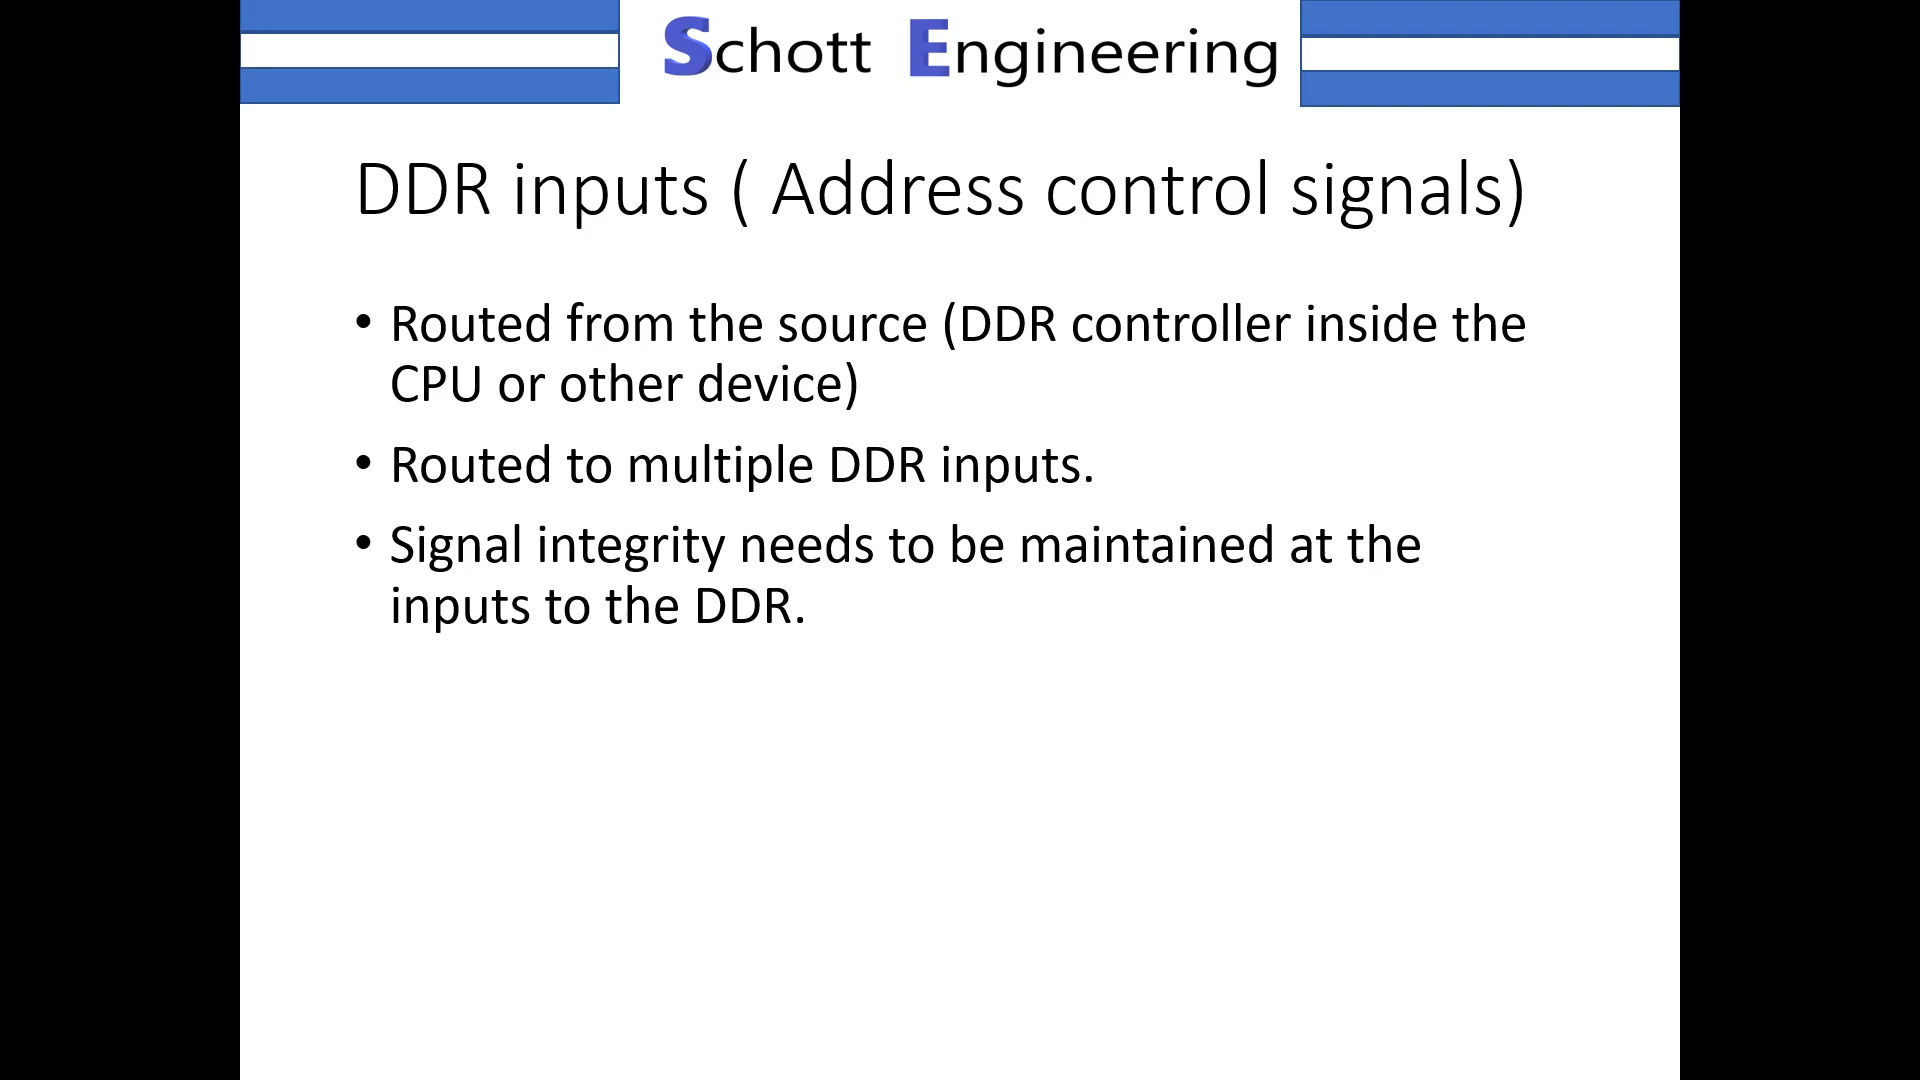 Schott Engineering
DDR inputs ( Address control signals)
• Routed from the source (DDR controller inside the
CPU or other device)
• Routed to multiple DDR inputs.
• Signal integrity needs to be maintained at the
inputs to the DDR.